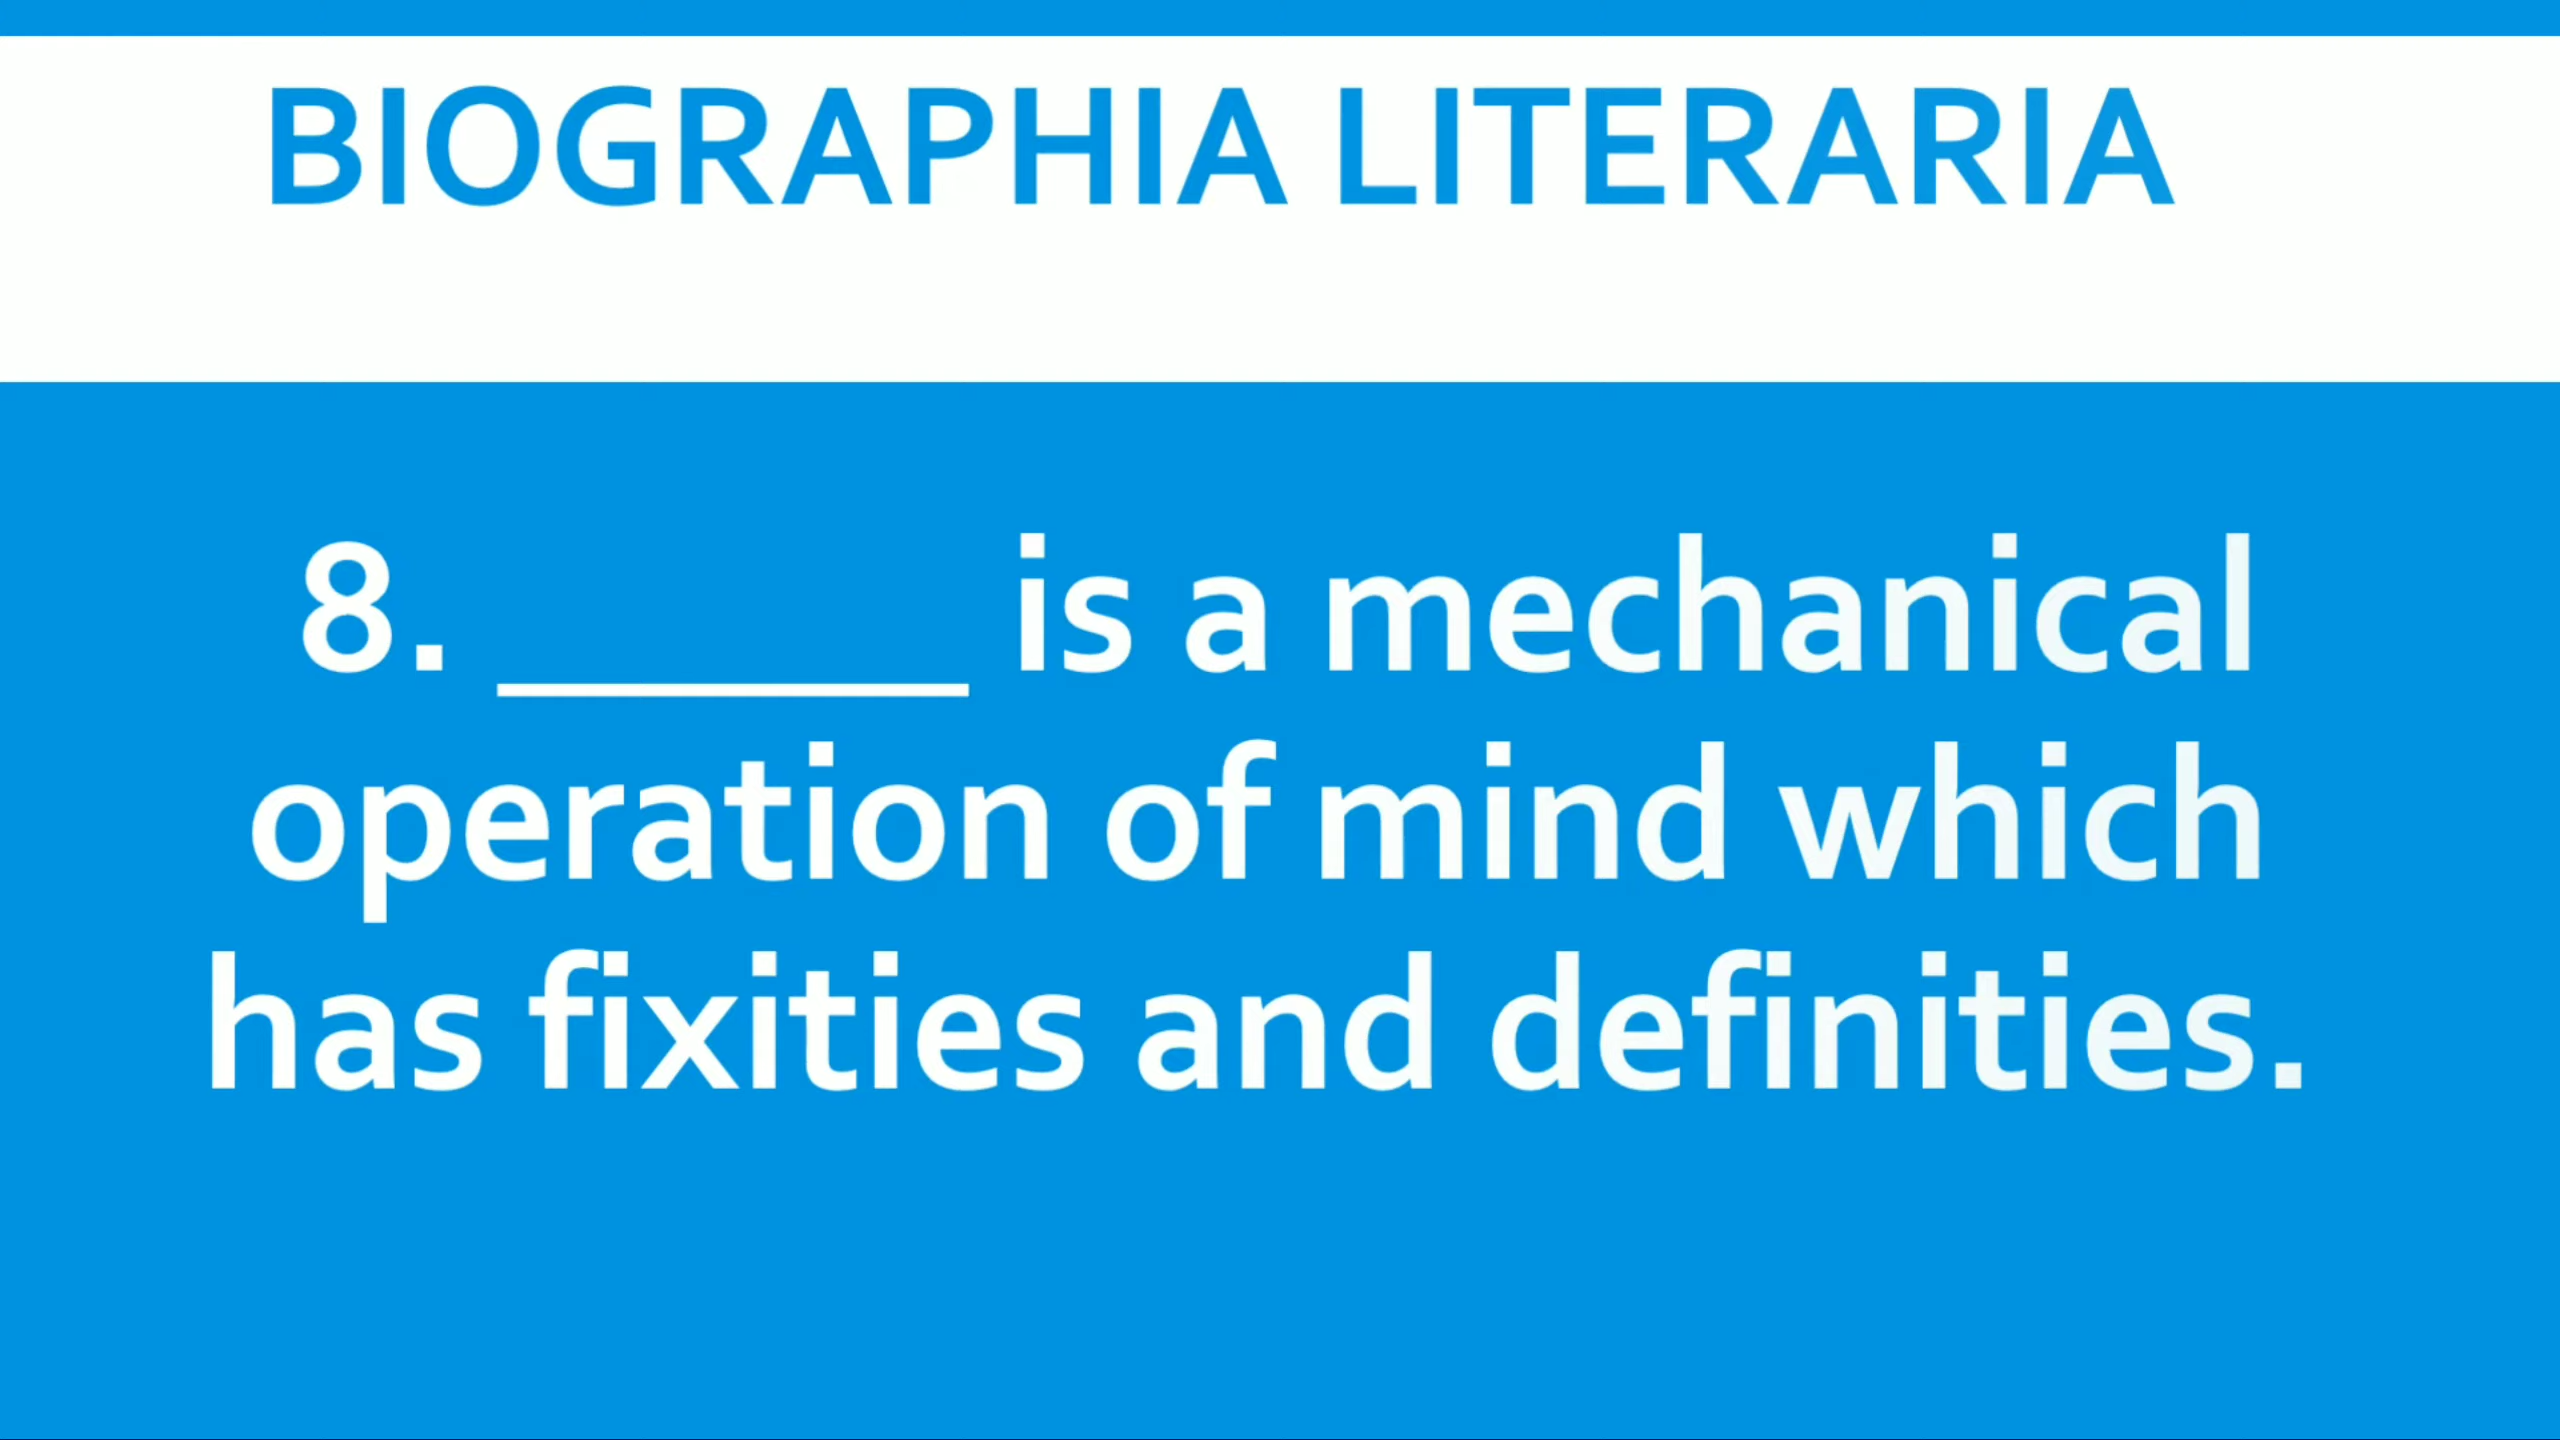 BIOGRAPHIA LITERARIA
8. ______ is a mechanical
operation of mind which
has fixities and definities.